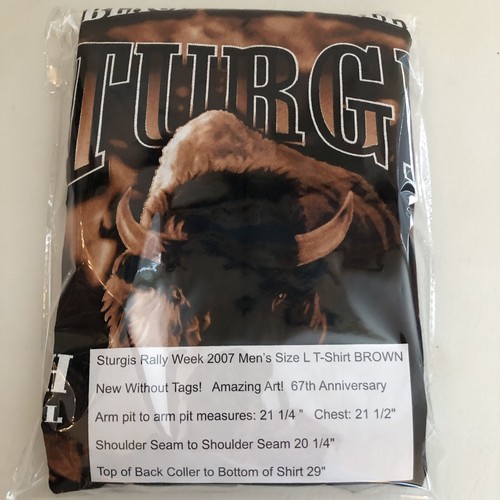 TURG
Sturgis Rally Week 2007 Men's Size L T-Shirt BROWN
New Without Tags! Amazing Art! 67th Anniversary
Arm pit to arm pit measures: 21 1/4 " Chest: 21 1/2"
Shoulder Seam to Shoulder Seam 20 1/4"
Top of Back Coller to Bottom of Shirt 29"